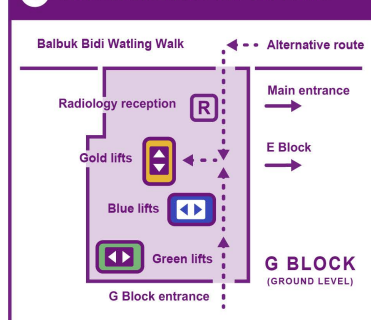 Balbuk Bidi Watling Walk
Alternative route
Main entrance
Radiology reception
R
E Block
Gold lifts
Blue lifts
Green lifts
G BLOCK
(GROUND LEVEL)
G Block entrance